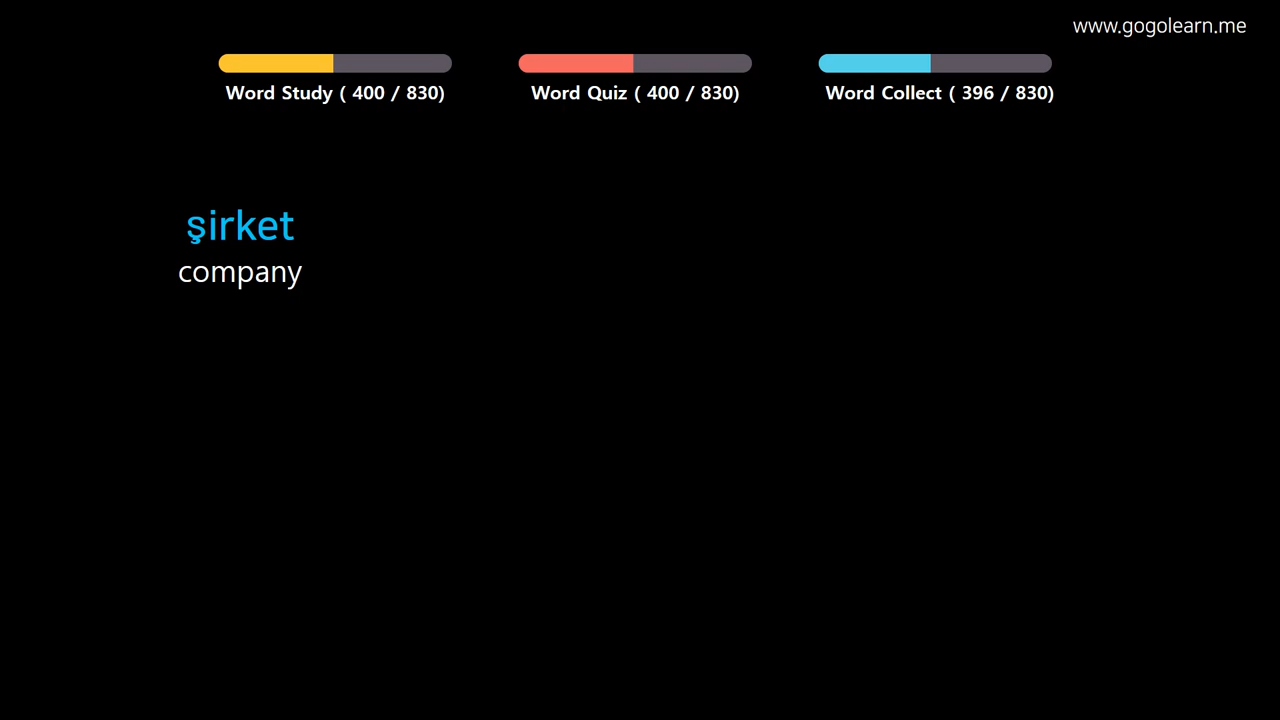 www.gogolearn.me
Word Study ( 400 / 830)
Word Quiz ( 400 / 830)
Word Collect ( 396 / 830)
şirket
company